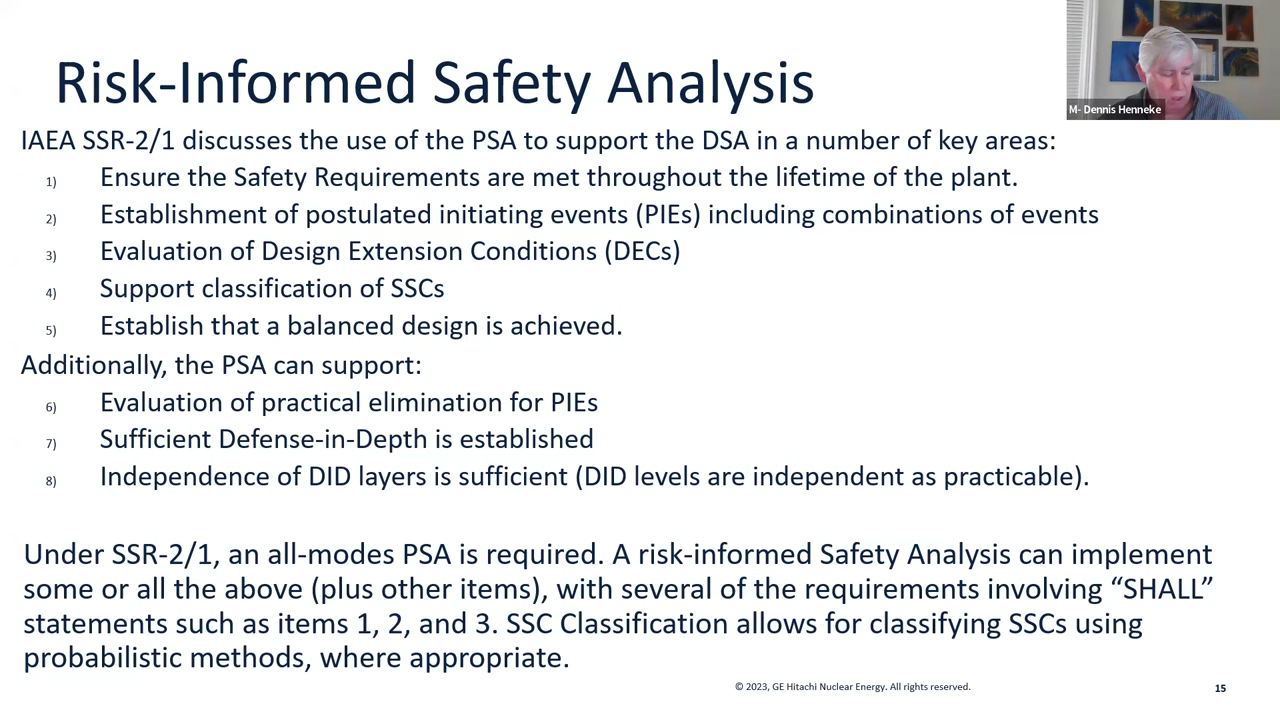 Risk-Informed Safety Analysis
M- Dennis Henneke
IAEA SSR-2/1 discusses the use of the PSA to support the DSA in a number of key areas:
1) Ensure the Safety Requirements are met throughout the lifetime of the plant.
2) Establishment of postulated initiating events (PIEs) including combinations of events
3) Evaluation of Design Extension Conditions (DECs)
4) Support classification of SSCs
5) Establish that a balanced design is achieved.
Additionally, the PSA can support:
6) Evaluation of practical elimination for PIEs
7) Sufficient Defense-in-Depth is established
8) Independence of DID layers is sufficient (DID levels are independent as practicable).
Under SSR-2/1, an all-modes PSA is required. A risk-informed Safety Analysis can implement
some or all the above (plus other items), with several of the requirements involving “SHALL”
statements such as items 1, 2, and 3. SSC Classification allows for classifying SSCs using
probabilistic methods, where appropriate.
© 2023, GE Hitachi Nuclear Energy. All rights reserved.
15